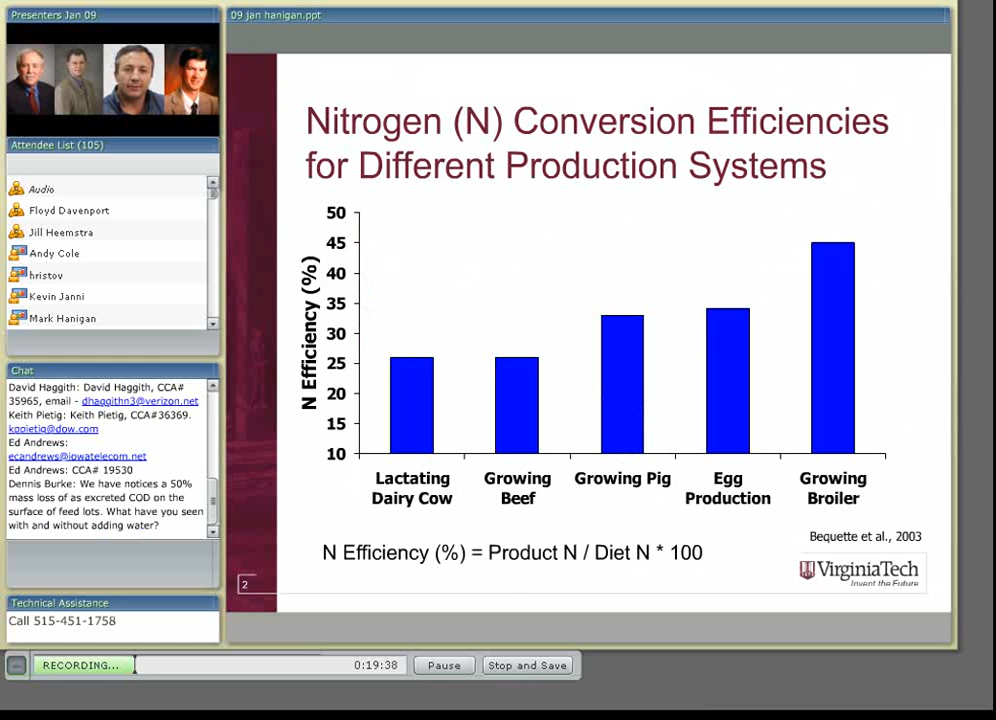 Presenters Jan 09
Attendee List (105)
Audio
Floyd Davenport
Jill Heemstra
Andy Cole
hristov
Kevin Janni
Mark Hanigan
Chat
David Haggith: David Haggith, CCA#
35965, email - dhaggithn3@verizon.net
Keith Pietig: Keith Pietig, CCA#36369.
kppietig@dow.com
Ed Andrews:
ecandrews@iowatelecom.net
Ed Andrews: CCA# 19530
Dennis Burke: We have notices a 50%
mass loss of as excreted COD on the
surface of feed lots. What have you seen
with and without adding water?
Technical Assistance
Call 515-451-1758
09 jan hanigan.ppt
Nitrogen (N) Conversion Efficiencies
for Different Production Systems
N Efficiency (%)
50
45
40
35
30
25
20
15
10
Lactating
Dairy Cow
Growing
Beef
Growing Pig
Egg
Production
Growing
Broiler
Bequette et al., 2003
N Efficiency (%) = Product N / Diet N * 100
VirginiaTech
Invent the Future
2
RECORDING...
0:19:38
Pause
Stop and Save